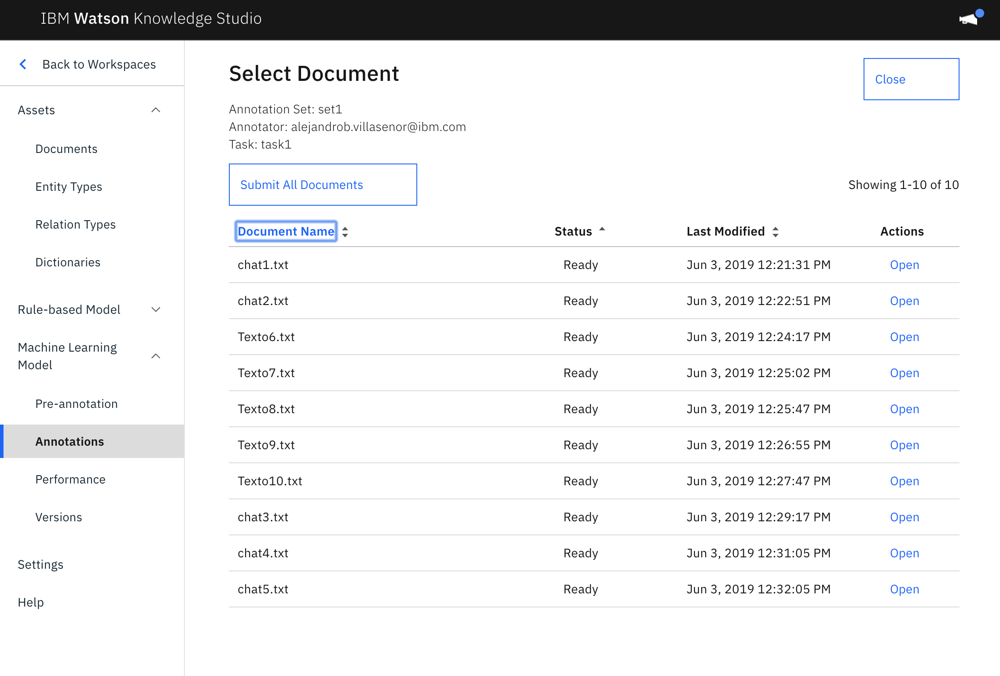 IBM Watson Knowledge Studio
Back to Workspaces
Assets
Documents
Entity Types
Relation Types
Dictionaries
Rule-based Model
Machine Learning
Model
Pre-annotation
Annotations
Performance
Versions
Settings
Help
Select Document
Close
Annotation Set: set1
Annotator: alejandrob.villasenor@ibm.com
Task: task1
Submit All Documents
Showing 1-10 of 10
Document Name Status Last Modified Actions
chat1.txt Ready Jun 3, 2019 12:21:31 PM Open
chat2.txt Ready Jun 3, 2019 12:22:51 PM Open
Texto6.txt Ready Jun 3, 2019 12:24:17 PM Open
Texto7.txt Ready Jun 3, 2019 12:25:02 PM Open
Texto8.txt Ready Jun 3, 2019 12:25:47 PM Open
Texto9.txt Ready Jun 3, 2019 12:26:55 PM Open
Texto10.txt Ready Jun 3, 2019 12:27:47 PM Open
chat3.txt Ready Jun 3, 2019 12:29:17 PM Open
chat4.txt Ready Jun 3, 2019 12:31:05 PM Open
chat5.txt Ready Jun 3, 2019 12:32:05 PM Open